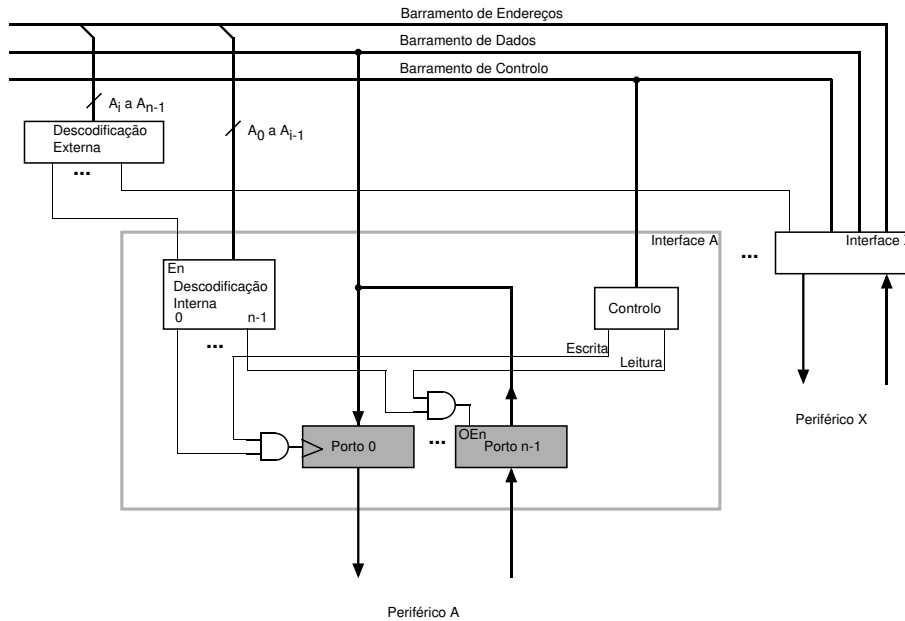 Barramento de Endereços
Barramento de Dados
Barramento de Controlo
Ai a An-1
A0 a Ai-1
Descodificação
Externa
...
Interface A
...
Interface
En
Descodificação
Interna
0 n-1
...
Controlo
Escrita
Leitura
Porto 0
...
OEn
Porto n-1
Periférico X
Periférico A